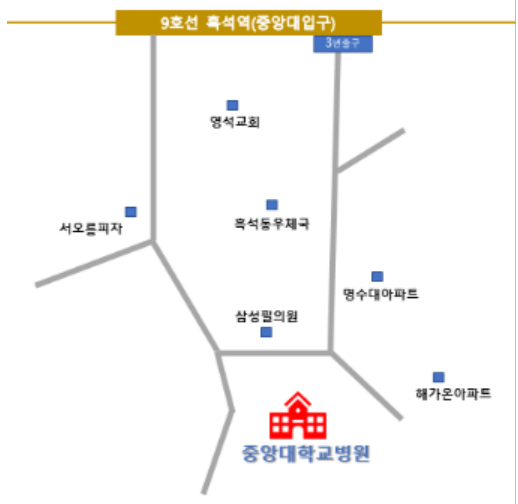 9호선 흑석역(중앙대입구)
3번출구
명석교회
서오릉피자
흑석동우체국
명수대아파트
삼성필의원
해가온아파트
중앙대학교병원